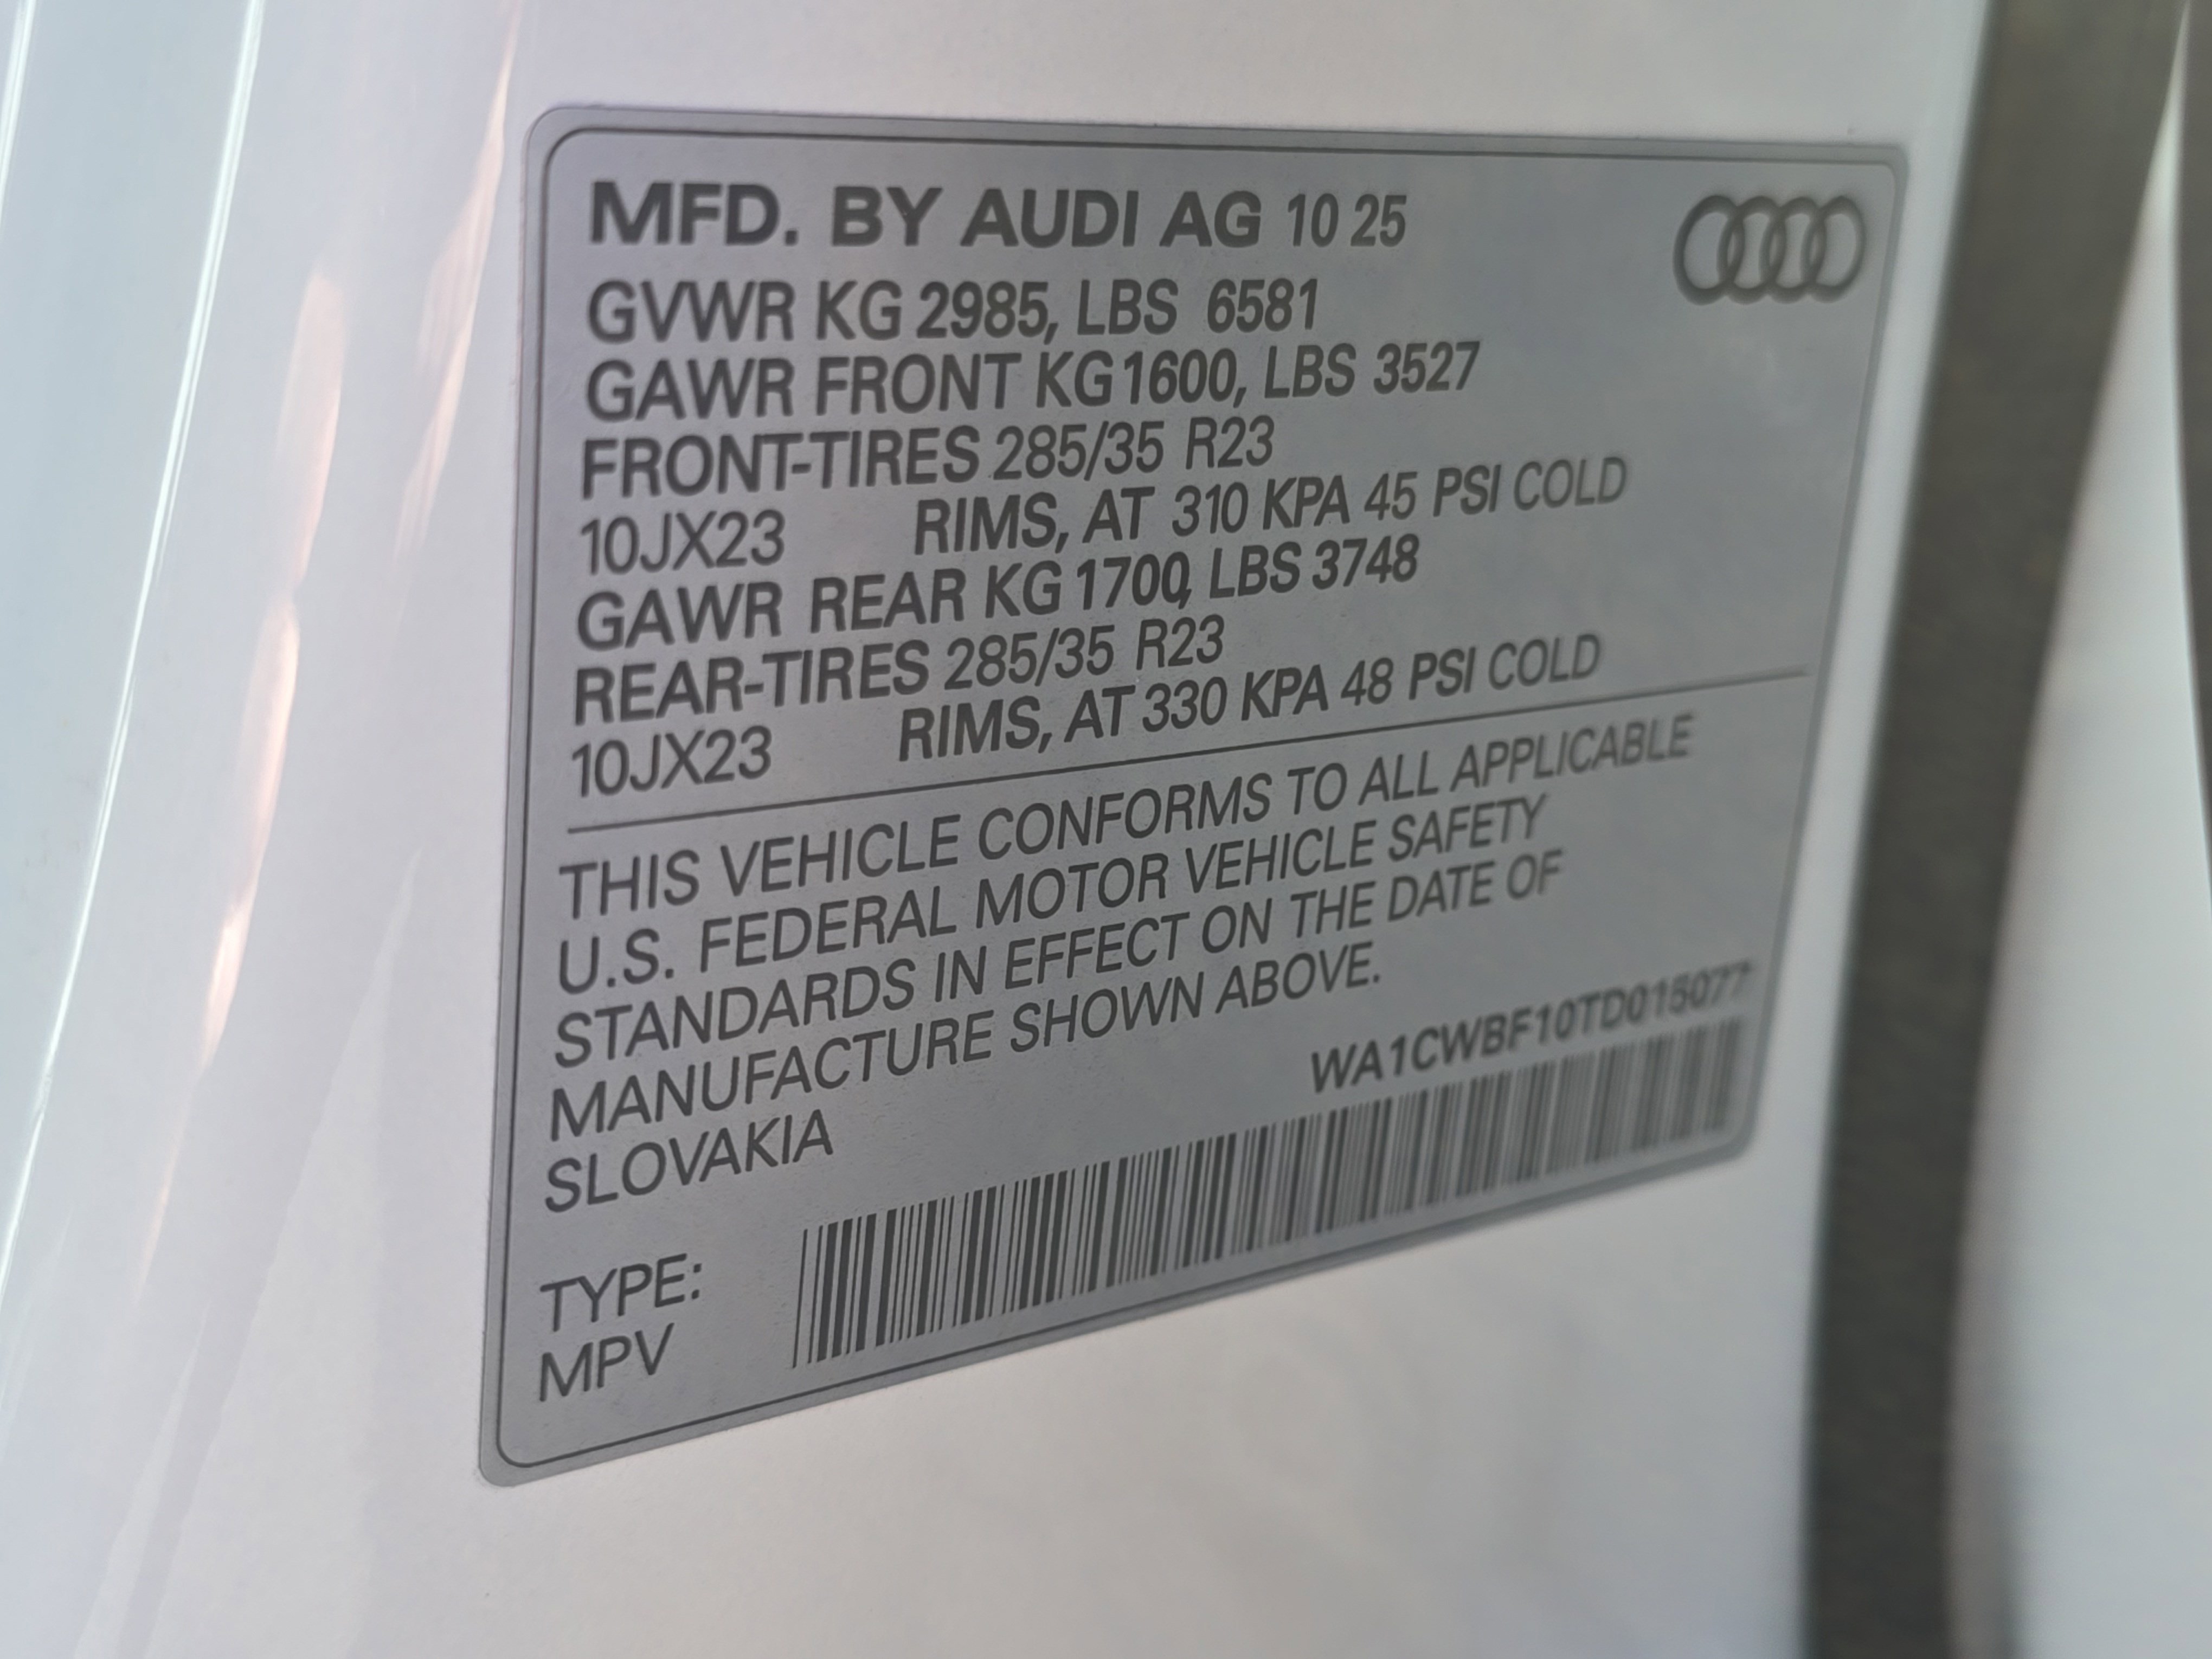 MFD. BY AUDI AG 10 25
GVWR KG 2985, LBS 6581
GAWR FRONT KG 1600, LBS 3527
FRONT-TIRES 285/35 R23
10JX23 RIMS, AT 310 KPA 45 PSI COLD
GAWR REAR KG 1700, LBS 3748
REAR-TIRES 285/35 R23
10JX23 RIMS, AT 330 KPA 48 PSI COLD
THIS VEHICLE CONFORMS TO ALL APPLICABLE
U.S. FEDERAL MOTOR VEHICLE SAFETY
STANDARDS IN EFFECT ON THE DATE OF
MANUFACTURE SHOWN ABOVE.
SLOVAKIA
WA1CWBF10TD015077
TYPE:
MPV